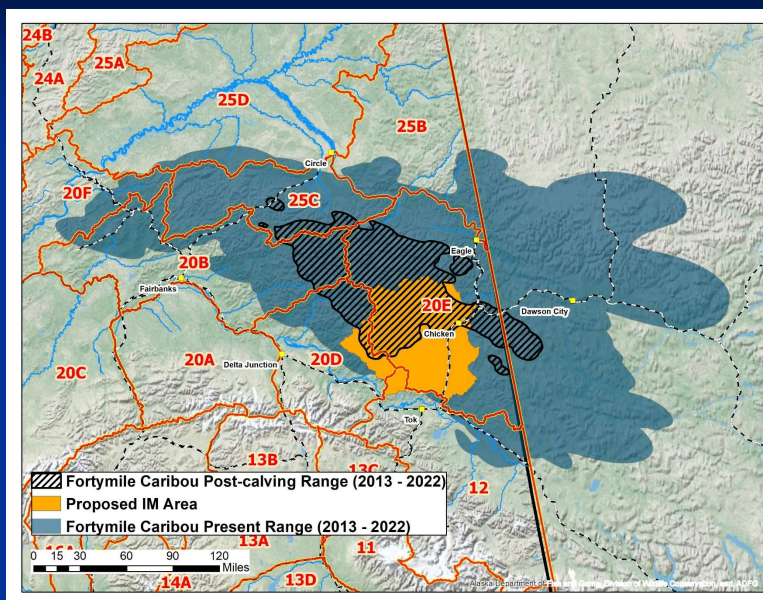 24B
24A
25A
25D
25B
Circle
20F
25C
Eagle
20B
Fairbanks
20E
Dawson City
Chicken
20A
20D
Delta Junction
20C
Tok
13B
13C
Fortymile Caribou Post-calving Range (2013 - 2022)
12
Proposed IM Area
Fortymile Caribou Present Range (2013 - 2022)
13A
11
0 15 30 60 90 120
Miles
14A
13D
Alaska Department of Fish and Game, Division of Wildlife Conservation, esri, ADFG